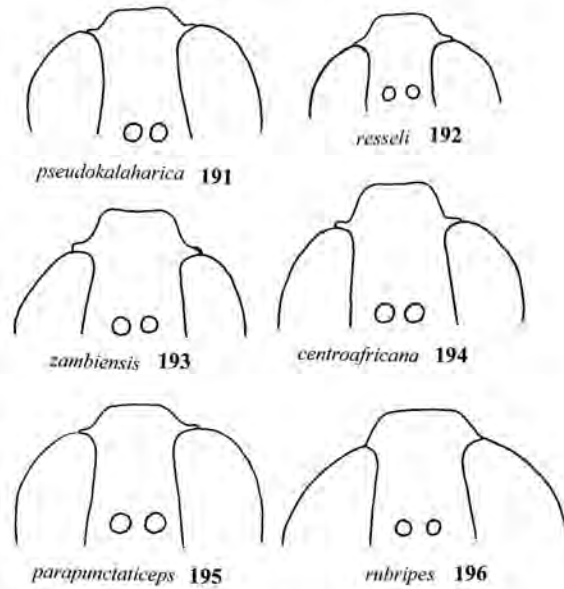 pseudokalaharica 191
resseli 192
zambiensis 193
centroafricana 194
parapunctaticeps 195
rubripes 196